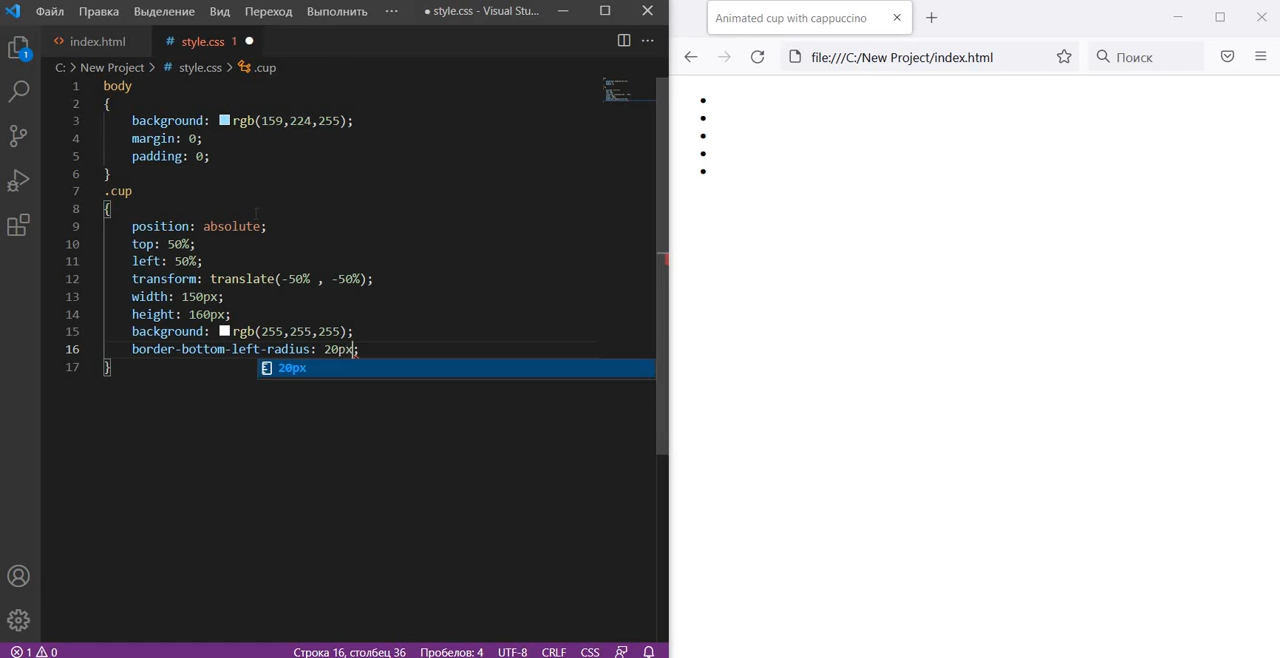 Файл Правка Выделение Вид Переход Выполнить ··· ● style.css - Visual Stu...
index.html # style.css 1 ●
1
C: > New Project > # style.css > .cup
1 body
2 {
3 background: rgb(159,224,255);
4 margin: 0;
5 padding: 0;
6 }
7 .cup
8 {
9 position: absolute;
10 top: 50%;
11 left: 50%;
12 transform: translate(-50% , -50%);
13 width: 150px;
14 height: 160px;
15 background: rgb(255,255,255);
16 border-bottom-left-radius: 20px;
17 }
20px
1 0 Строка 16, столбец 36 Пробелов: 4 UTF-8 CRLF CSS
Animated cup with cappuccino
file:///C:/New Project/index.html Поиск